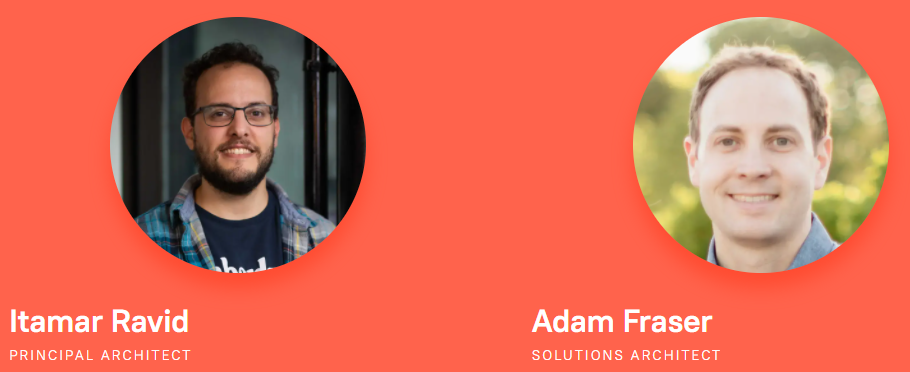 Itamar Ravid
PRINCIPAL ARCHITECT
Adam Fraser
SOLUTIONS ARCHITECT